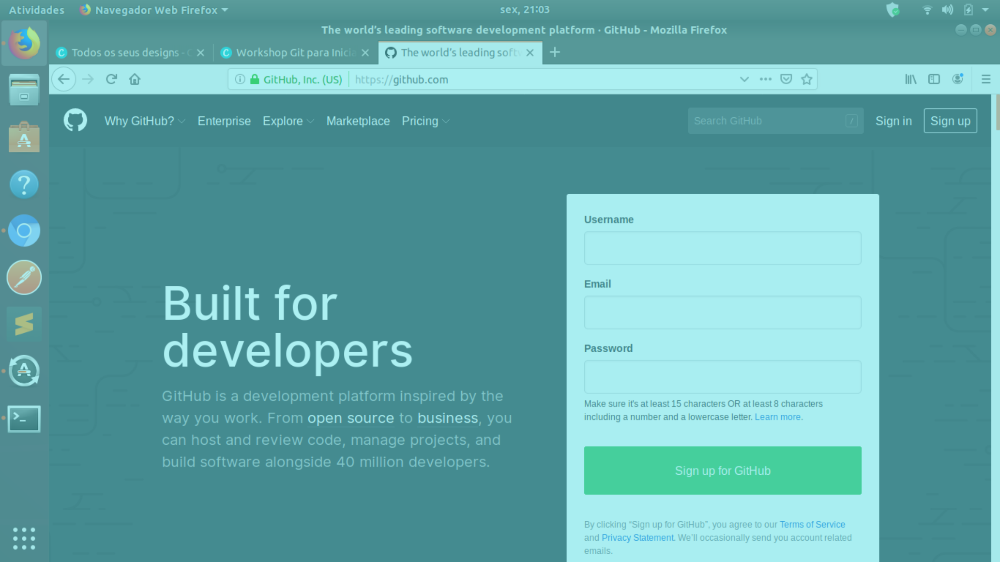 Atividades
Navegador Web Firefox
sex, 21:03
The world’s leading software development platform · GitHub - Mozilla Firefox
Todos os seus designs -
Workshop Git para
The world’s leading
GitHub, Inc. (US)
https://github.com
Why GitHub?
Enterprise
Explore
Marketplace
Pricing
Search GitHub
/
Sign in
Sign up
Built for
developers
GitHub is a development platform inspired by the
way you work. From open source to business, you
can host and review code, manage projects, and
build software alongside 40 million developers.
Username
Email
Password
Make sure it's at least 15 characters OR at least 8 characters
including a number and a lowercase letter. Learn more.
Sign up for GitHub
By clicking “Sign up for GitHub”, you agree to our Terms of Service
and Privacy Statement. We’ll occasionally send you account related
emails.